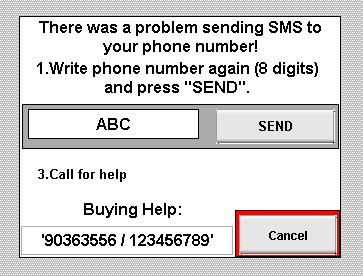 There was a problem sending SMS to
your phone number!
1.Write phone number again (8 digits)
and press "SEND".
ABC
SEND
3.Call for help
Buying Help:
'90363556 / 123456789'
Cancel